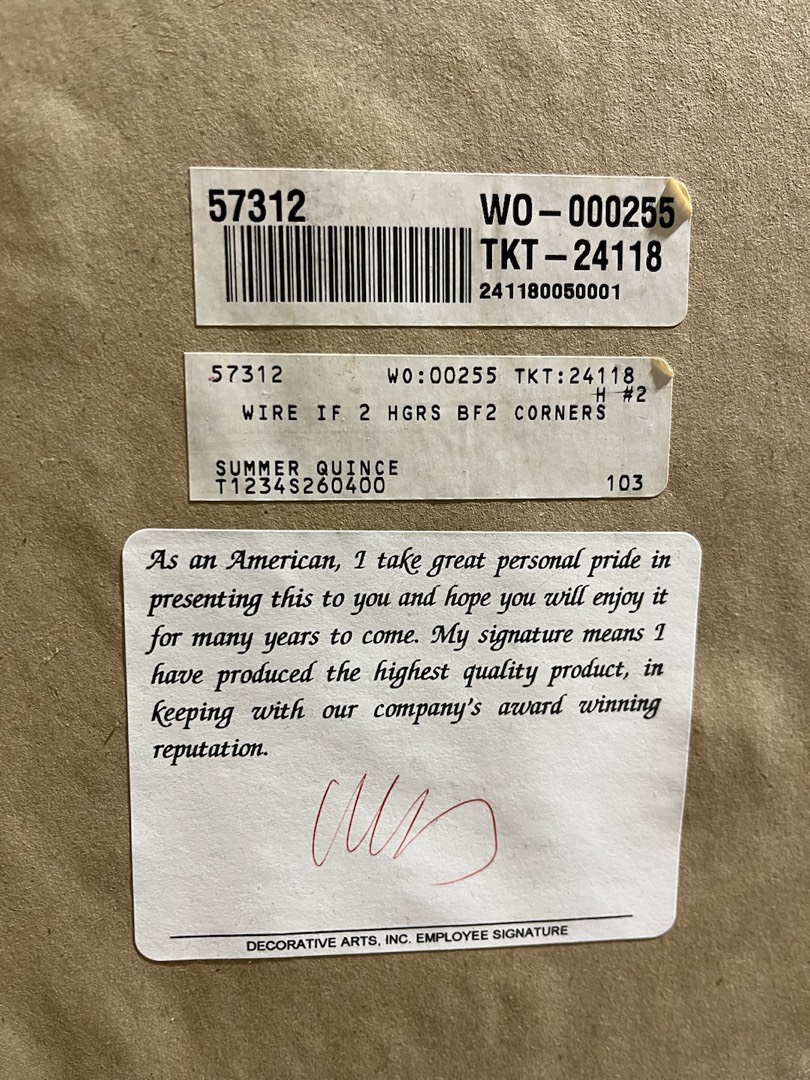 57312 WO-000255
TKT-24118
241180050001
57312 WO:00255 TKT:24118
H #2
WIRE IF 2 HGRS BF2 CORNERS
SUMMER QUINCE
T1234S260400 103
As an American, I take great personal pride in
presenting this to you and hope you will enjoy it
for many years to come. My signature means I
have produced the highest quality product, in
keeping with our company's award winning
reputation.
DECORATIVE ARTS, INC. EMPLOYEE SIGNATURE